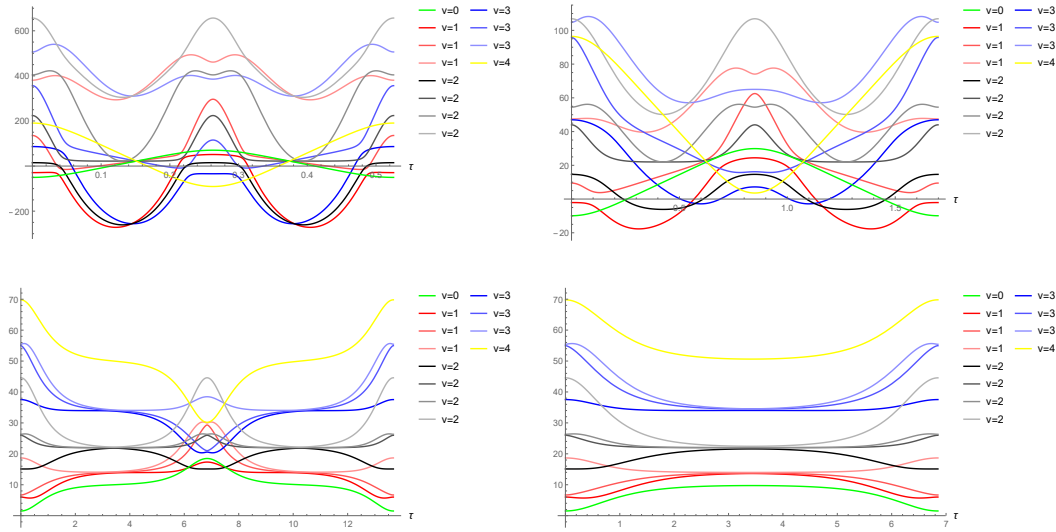 600
400
200
-200
0.1
0.2
0.3
0.4
0.5
τ
v=0 v=3
v=1 v=3
v=1 v=3
v=1 v=4
v=2
v=2
v=2
v=2
100
80
60
40
20
-20
1.0
1.5
τ
v=0 v=3
v=1 v=3
v=1 v=3
v=1 v=4
v=2
v=2
v=2
v=2
70
60
50
40
30
20
10
0 2 4 6 8 10 12 τ
v=0 v=3
v=1 v=3
v=1 v=3
v=1 v=4
v=2
v=2
v=2
v=2
70
60
50
40
30
20
10
0 1 2 3 4 5 6 7 τ
v=0 v=3
v=1 v=3
v=1 v=3
v=1 v=4
v=2
v=2
v=2
v=2